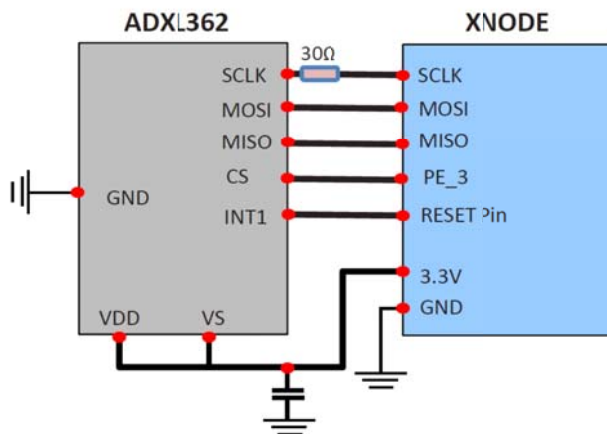 ADXL362
XNODE
30Ω
SCLK
SCLK
MOSI
MOSI
MISO
MISO
CS
PE_3
GND
INT1
RESET Pin
3.3V
GND
VDD
VS